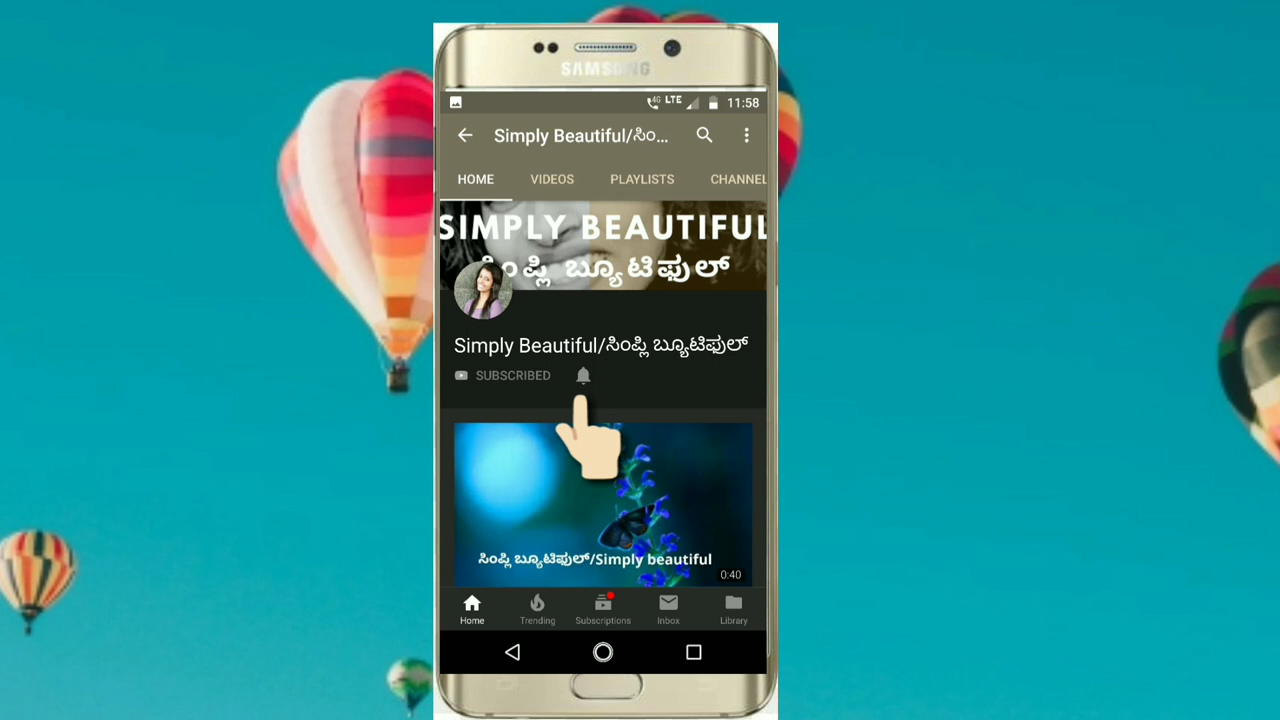 SAMSUNG
4G LTE 11:58
Simply Beautiful/ಸಿಂ...
HOME VIDEOS PLAYLISTS CHANNEL
SIMPLY BEAUTIFUL
ಸಿಂಪ್ಲಿ ಬ್ಯೂಟಿಫುಲ್
Simply Beautiful/ಸಿಂಪ್ಲಿ ಬ್ಯೂಟಿಫುಲ್
SUBSCRIBED
ಸಿಂಪ್ಲಿ ಬ್ಯೂಟಿಫುಲ್/Simply beautiful
0:40
Home Trending Subscriptions Inbox Library